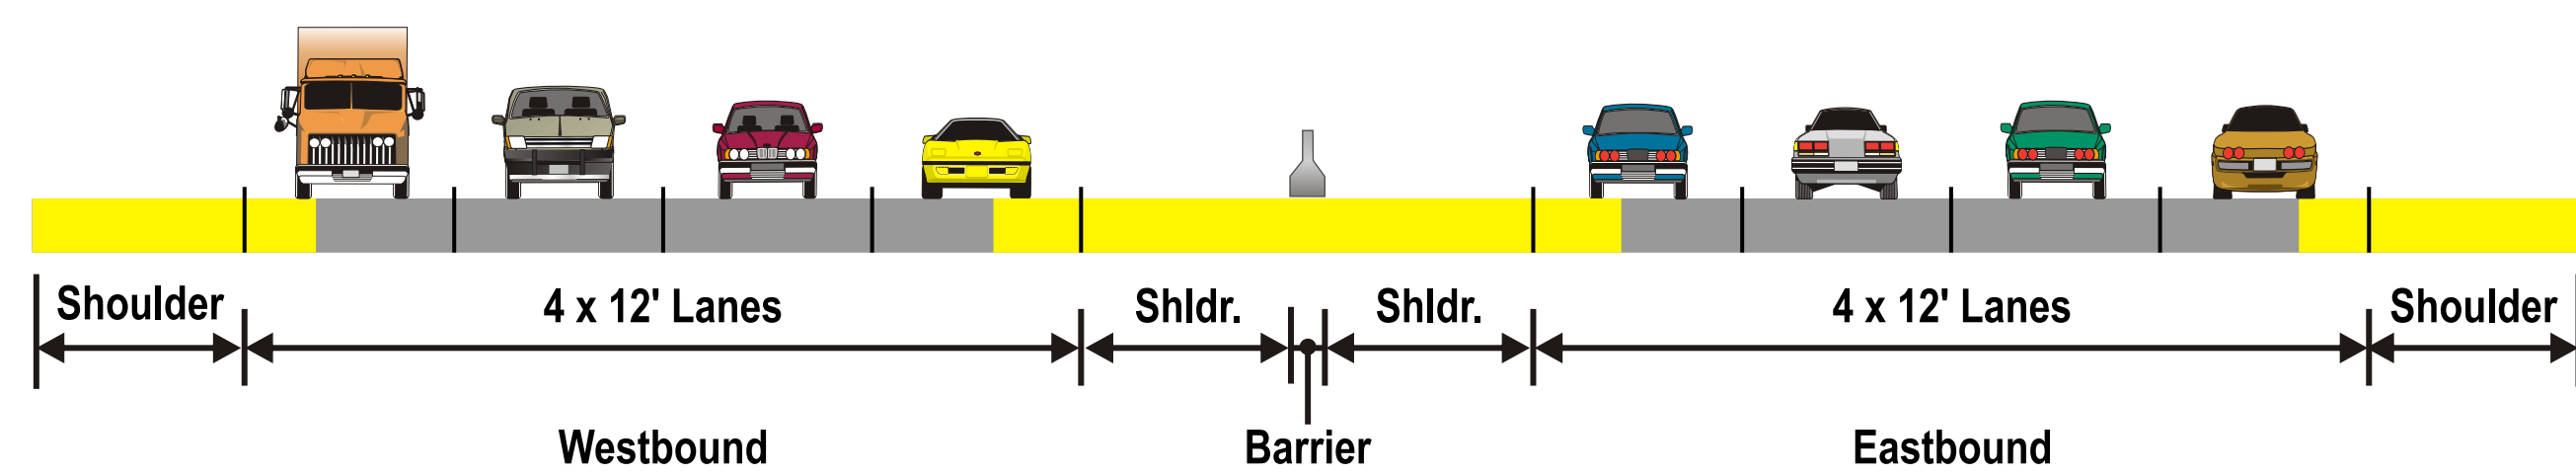 Shoulder
4 x 12' Lanes
Shldr.
Shldr.
4 x 12' Lanes
Shoulder
Westbound
Barrier
Eastbound